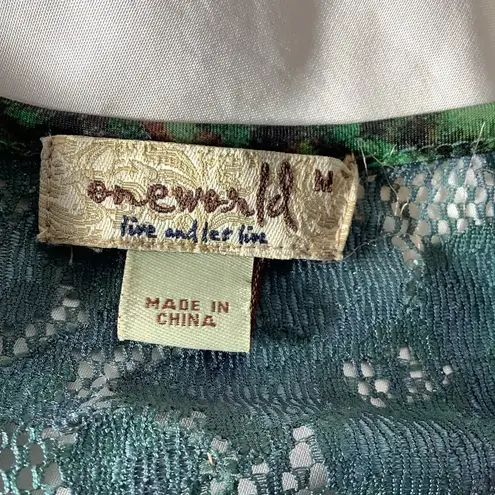 oneworld M
live and let live
MADE IN
CHINA